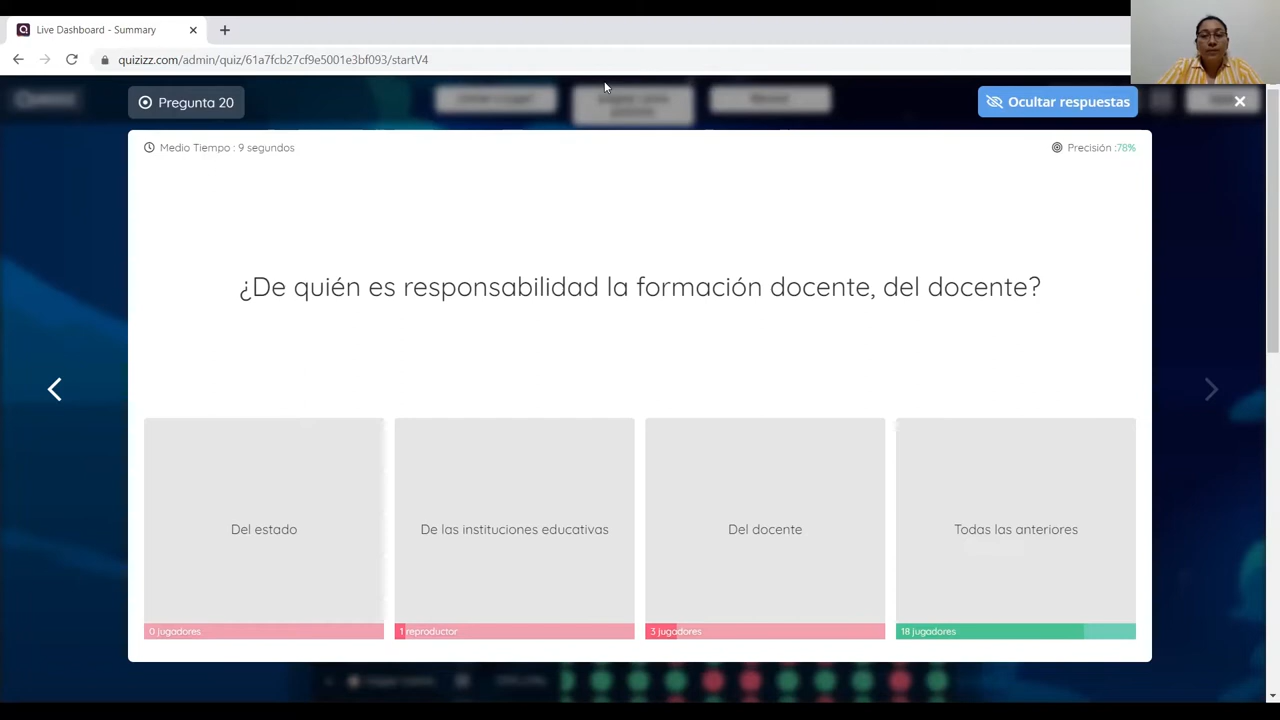 Live Dashboard - Summary
quizizz.com/admin/quiz/61a7fcb27cf9e5001e3bf093/startV4
Pregunta 20
Ocultar respuestas
Medio Tiempo : 9 segundos
Precisión :78%
¿De quién es responsabilidad la formación docente, del docente?
Del estado
De las instituciones educativas
Del docente
Todas las anteriores
0 jugadores
1 reproductor
3 jugadores
18 jugadores